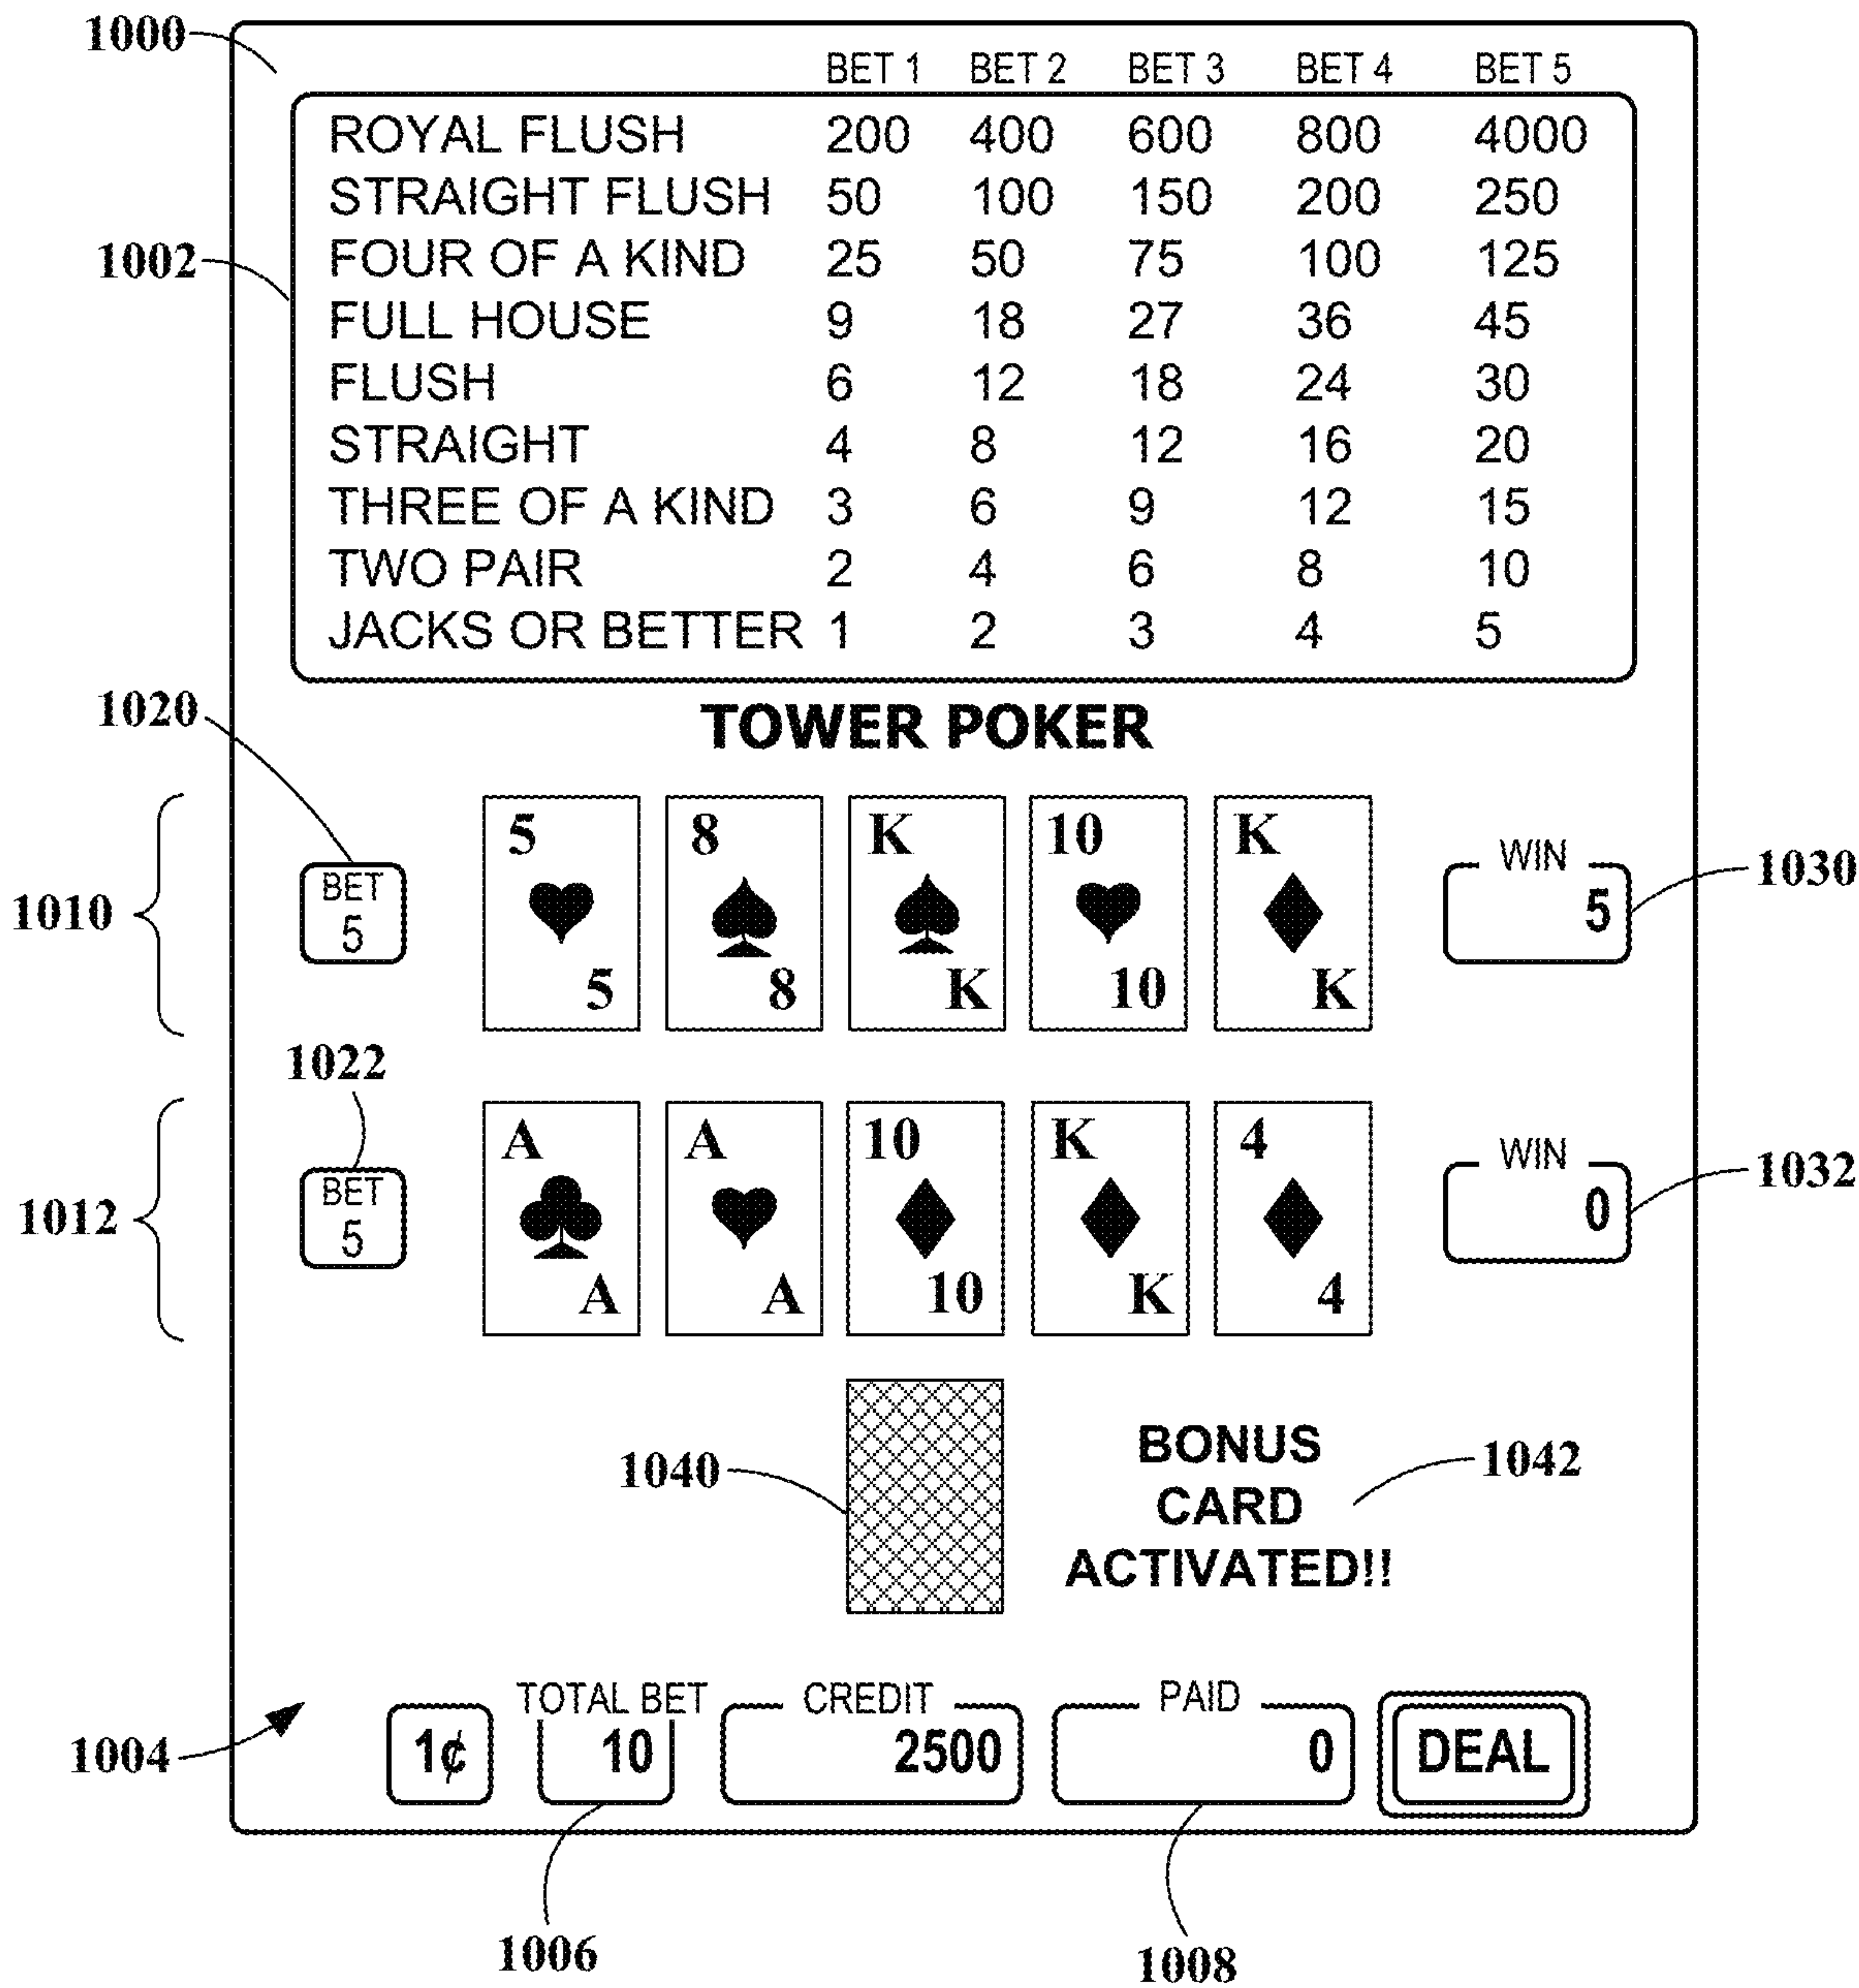 1000
BET 1 BET 2 BET 3 BET 4 BET 5
ROYAL FLUSH 200 400 600 800 4000
STRAIGHT FLUSH 50 100 150 200 250
1002 FOUR OF A KIND 25 50 75 100 125
FULL HOUSE 9 18 27 36 45
FLUSH 6 12 18 24 30
STRAIGHT 4 8 12 16 20
THREE OF A KIND 3 6 9 12 15
TWO PAIR 2 4 6 8 10
JACKS OR BETTER 1 2 3 4 5
1020
TOWER POKER
5 8 K 10 K
WIN
1030
BET
1010
5
5
5 8 K 10 K
1022
A A 10 K 4
WIN
1032
BET
1012
5
0
A A 10 K 4
BONUS
1040
1042
CARD
ACTIVATED!!
TOTAL BET CREDIT PAID
1004
1¢ 10 2500 0 DEAL
1006
1008